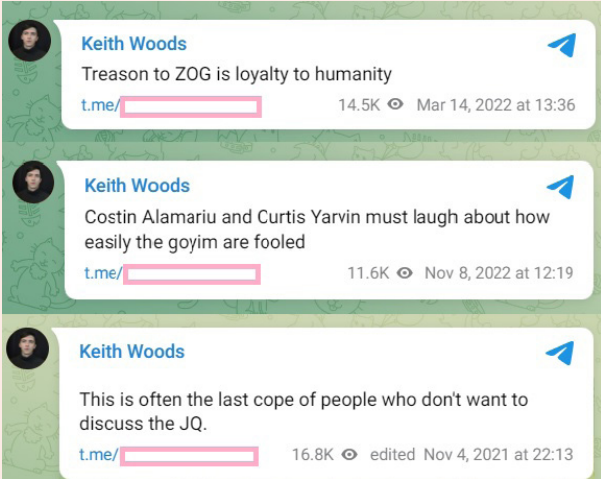 Keith Woods
Treason to ZOG is loyalty to humanity
t.me/
14.5K Mar 14, 2022 at 13:36
Keith Woods
Costin Alamariu and Curtis Yarvin must laugh about how
easily the goyim are fooled
t.me/
11.6K Nov 8, 2022 at 12:19
Keith Woods
This is often the last cope of people who don't want to
discuss the JQ.
t.me/
16.8K edited Nov 4, 2021 at 22:13